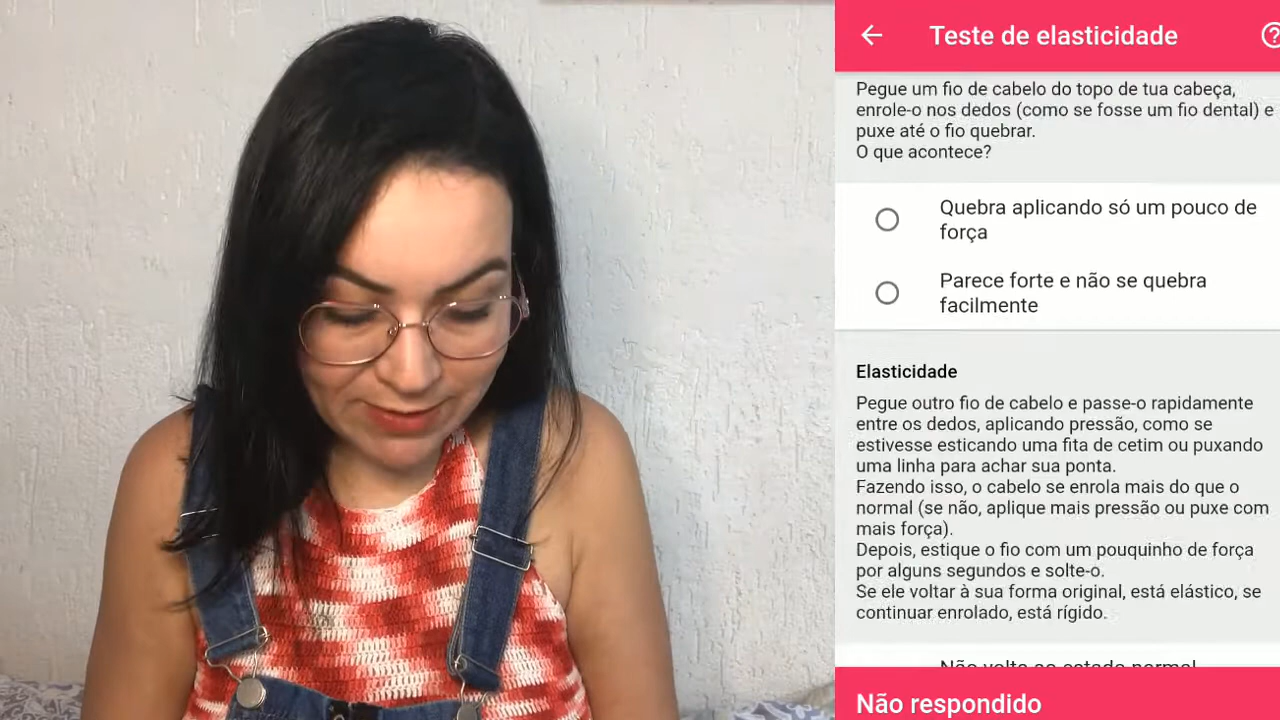 Teste de elasticidade
Pegue um fio de cabelo do topo de tua cabeça,
enrole-o nos dedos (como se fosse um fio dental) e
puxe até o fio quebrar.
O que acontece?
Quebra aplicando só um pouco de
força
Parece forte e não se quebra
facilmente
Elasticidade
Pegue outro fio de cabelo e passe-o rapidamente
entre os dedos, aplicando pressão, como se
estivesse esticando uma fita de cetim ou puxando
uma linha para achar sua ponta.
Fazendo isso, o cabelo se enrola mais do que o
normal (se não, aplique mais pressão ou puxe com
mais força).
Depois, estique o fio com um pouquinho de força
por alguns segundos e solte-o.
Se ele voltar à sua forma original, está elástico, se
continuar enrolado, está rígido.
Não volta ao estado normal
Não respondido